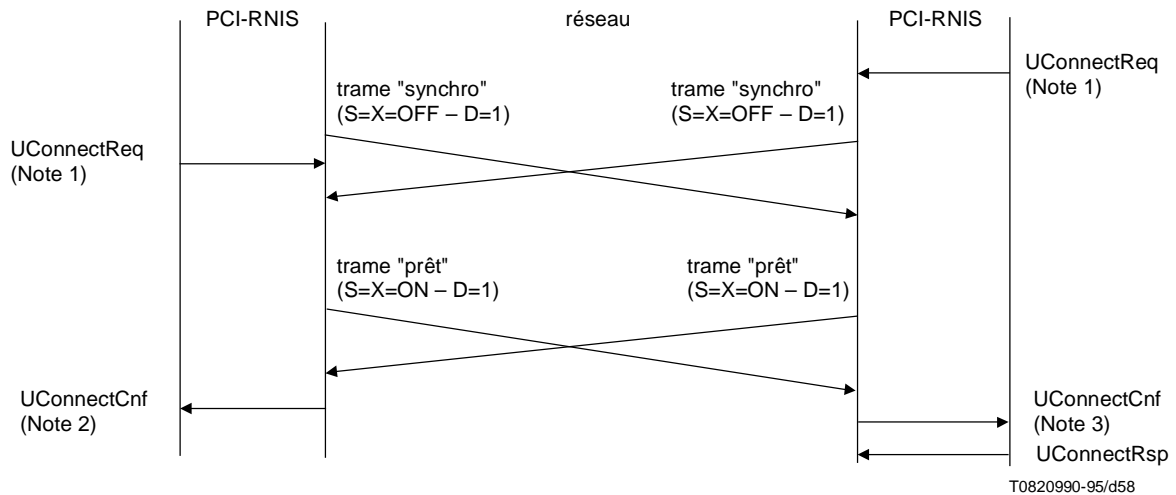 PCI-RNIS
réseau
PCI-RNIS
UConnectReq
(Note 1)
trame "synchro"
(S=X=OFF – D=1)
trame "synchro"
(S=X=OFF – D=1)
UConnectReq
(Note 1)
trame "prêt"
(S=X=ON – D=1)
trame "prêt"
(S=X=ON – D=1)
UConnectCnf
(Note 2)
UConnectCnf
(Note 3)
UConnectRsp
T0820990-95/d58